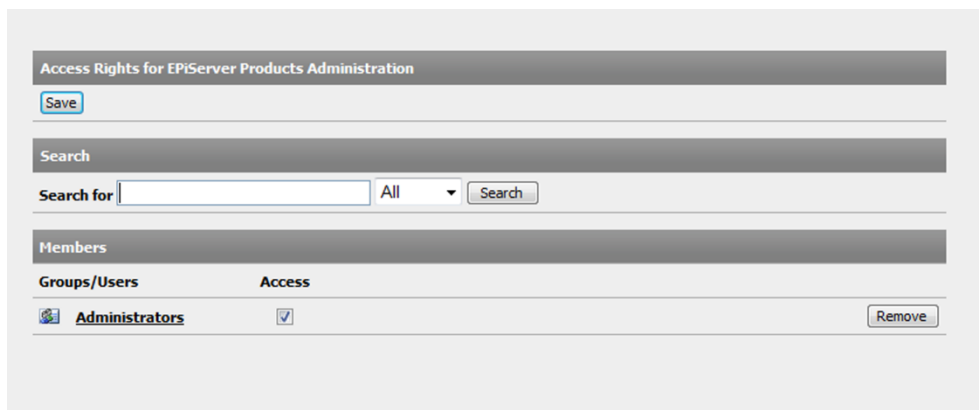 Access Rights for EPiServer Products Administration
Save
Search
Search for All Search
Members
Groups/Users Access
Administrators Remove